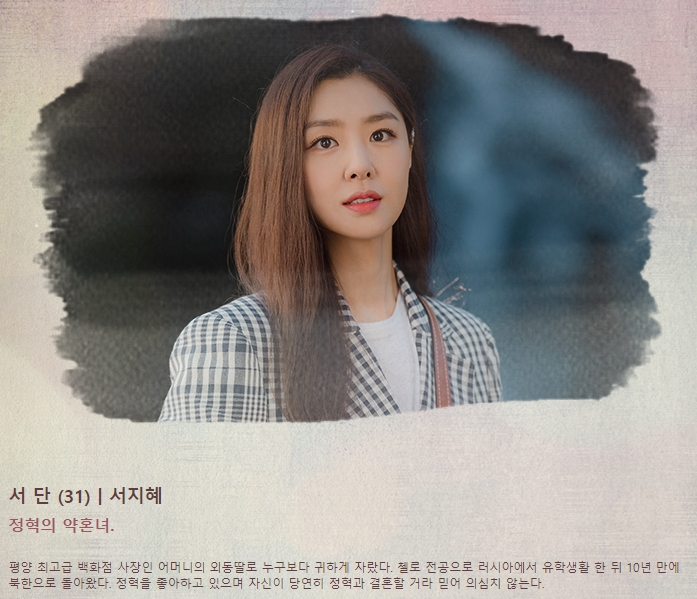 서 단 (31) | 서지혜
정혁의 약혼녀.
평양 최고급 백화점 사장인 어머니의 외동딸로 누구보다 귀하게 자랐다. 첼로 전공으로 러시아에서 유학생활 한 뒤 10년 만에
북한으로 돌아왔다. 정혁을 좋아하고 있으며 자신이 당연히 정혁과 결혼할 거라 믿어 의심치 않는다.